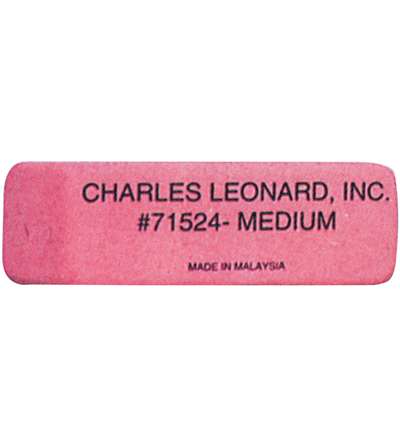 CHARLES LEONARD, INC.
#71524- MEDIUM
MADE IN MALAYSIA